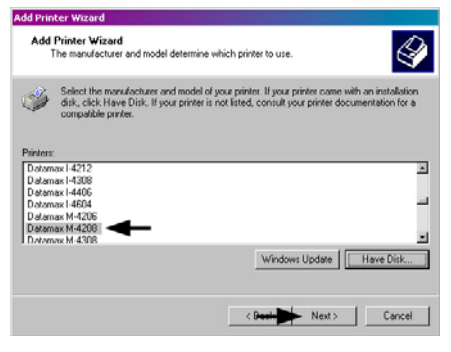 Add Printer Wizard
Add Printer Wizard
The manufacturer and model determine which printer to use.
Select the manufacturer and model of your printer. If your printer came with an installation
disk, click Have Disk. If your printer is not listed, consult your printer documentation for a
compatible printer.
Printers:
Datamax I-4212
Datamax I-4308
Datamax I-4406
Datamax I-4604
Datamax M-4206
Datamax M-4208
Datamax M-4308
Windows Update
Have Disk...
< Back
Next >
Cancel